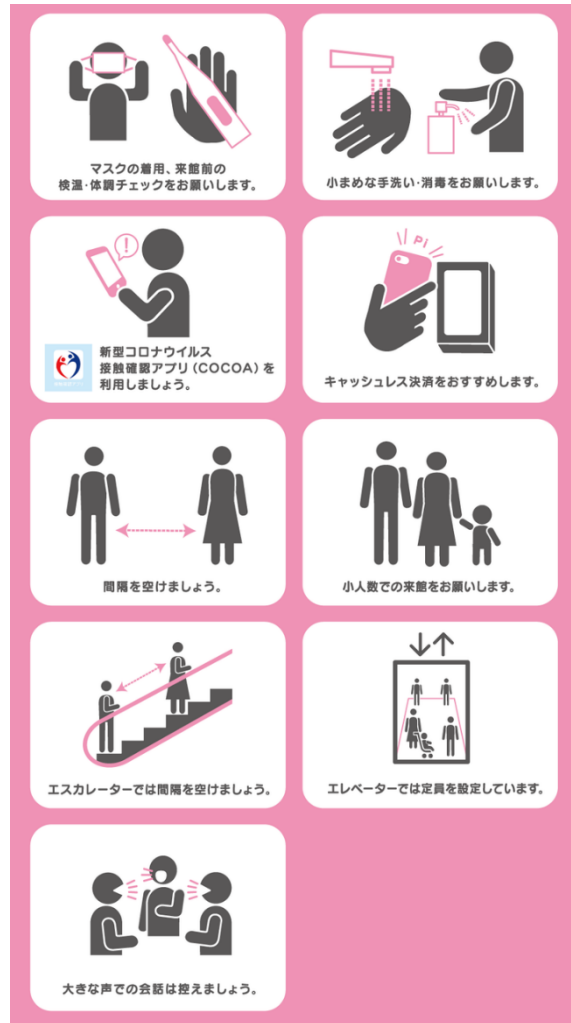 マスクの着用、来館前の
検温・体調チェックをお願いします。
小まめな手洗い・消毒をお願いします。
新型コロナウイルス
接触確認アプリ（COCOA）を
利用しましょう。
Pi
キャッシュレス決済をおすすめします。
間隔を空けましょう。
小人数での来館をお願いします。
エスカレーターでは間隔を空けましょう。
エレベーターでは定員を設定しています。
大きな声での会話は控えましょう。